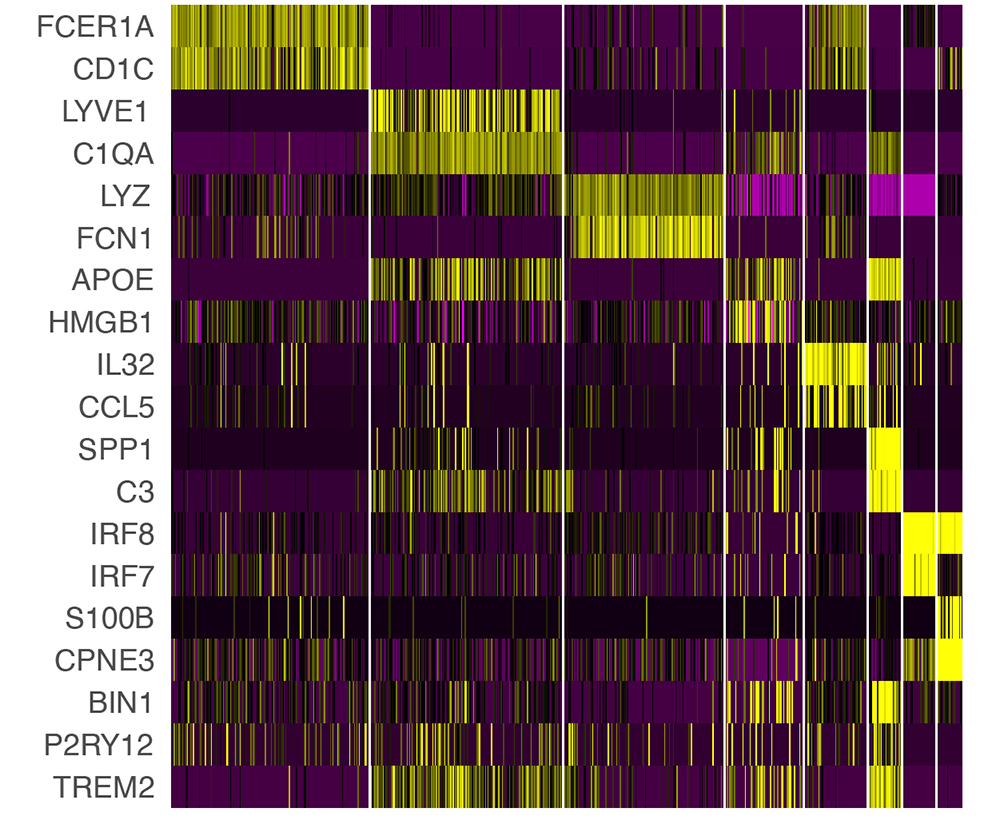 FCER1A
CD1C
LYVE1
C1QA
LYZ
FCN1
APOE
HMGB1
IL32
CCL5
SPP1
C3
IRF8
IRF7
S100B
CPNE3
BIN1
P2RY12
TREM2